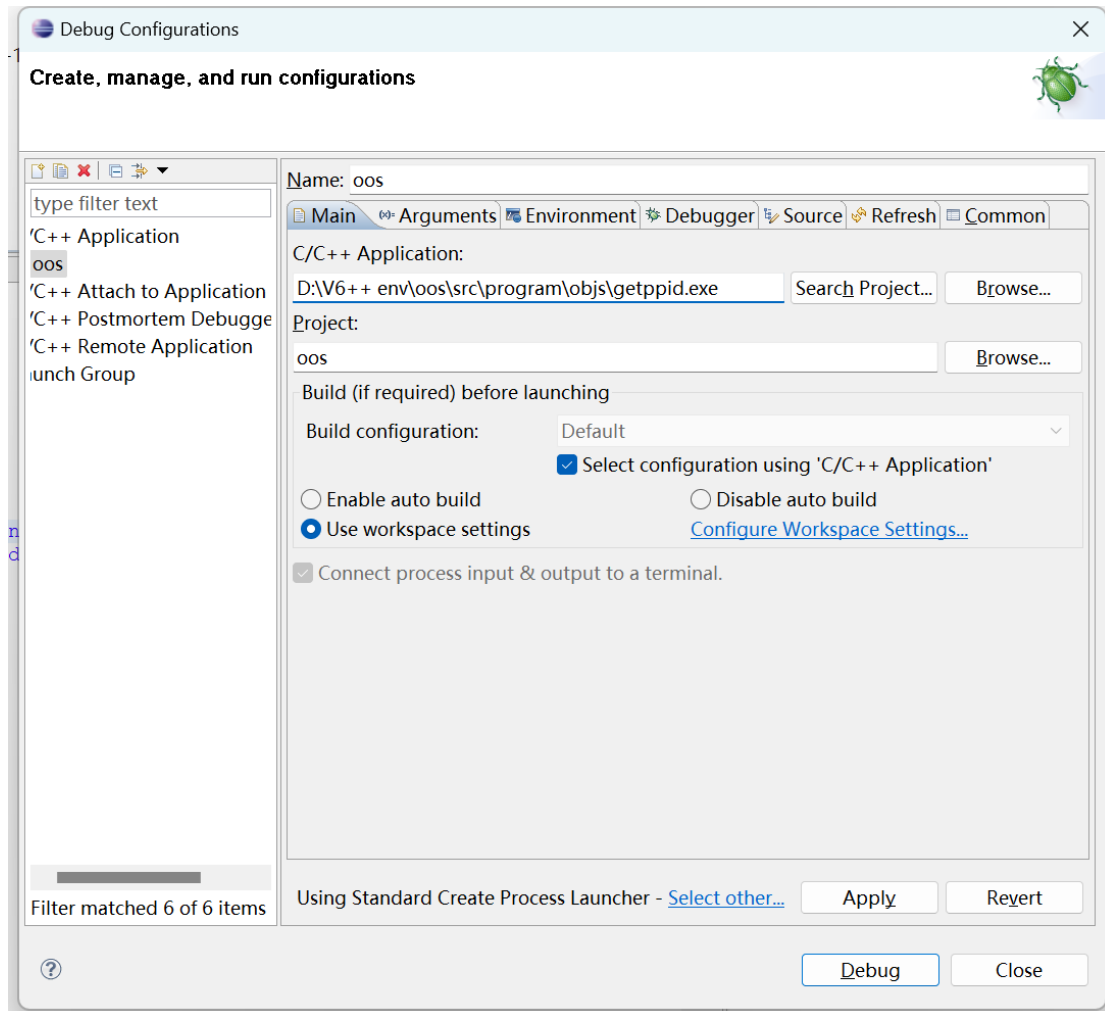 Debug Configurations
-1
Create, manage, and run configurations
type filter text
/C++ Application
oos
/C++ Attach to Application
/C++ Postmortem Debugge
/C++ Remote Application
unch Group
Filter matched 6 of 6 items
Name: oos
Main (x)= Arguments Environment Debugger Source Refresh Common
C/C++ Application:
D:\V6++ env\oos\src\program\objs\getppid.exe Search Project... Browse...
Project:
oos Browse...
Build (if required) before launching
Build configuration: Default
Select configuration using 'C/C++ Application'
Enable auto build Disable auto build
Use workspace settings Configure Workspace Settings...
Connect process input & output to a terminal.
Using Standard Create Process Launcher - Select other... Apply Revert
? Debug Close
n
d